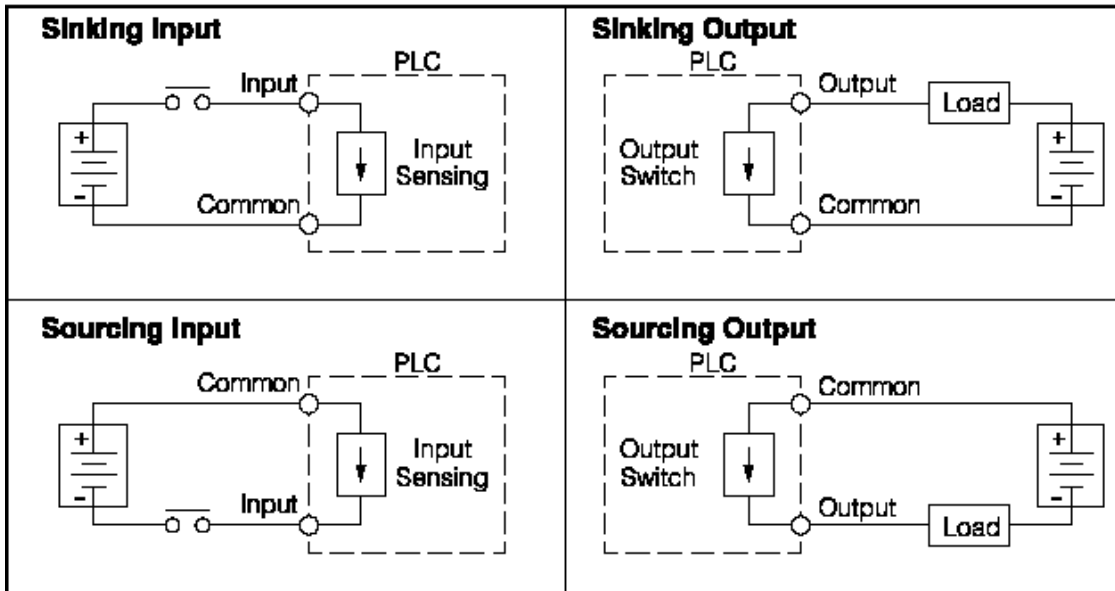 Sinking Input
PLC
Input
+
Input
Sensing
-
Common
Sinking Output
PLC
Output
Load
+
Output
Switch
-
Common
Sourcing Input
PLC
Common
+
Input
Sensing
-
Input
Sourcing Output
PLC
Common
+
Output
Switch
-
Output
Load